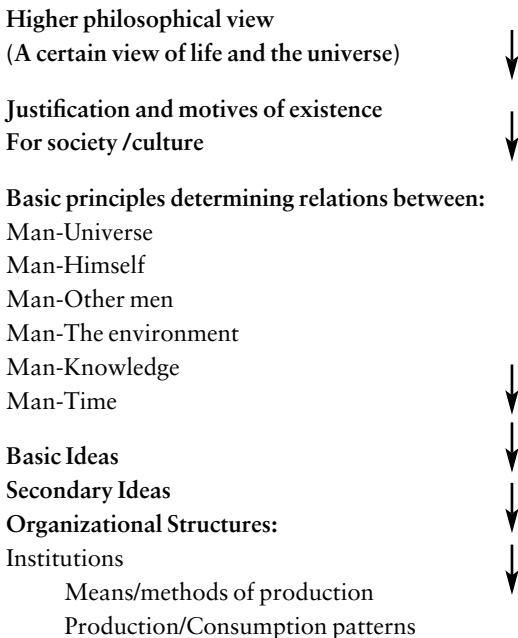 Higher philosophical view
(A certain view of life and the universe)
Justification and motives of existence
For society /culture
Basic principles determining relations between:
Man-Universe
Man-Himself
Man-Other men
Man-The environment
Man-Knowledge
Man-Time
Basic Ideas
Secondary Ideas
Organizational Structures:
Institutions
Means/methods of production
Production/Consumption patterns